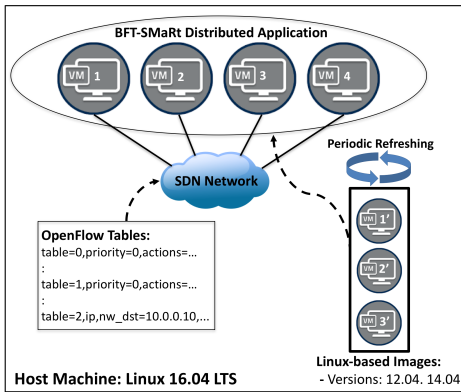 BFT-SMaRt Distributed Application
VM 1
VM 2
VM 3
VM 4
Periodic Refreshing
SDN Network
OpenFlow Tables:
table=0,priority=0,actions=...
:
table=1,priority=0,actions=...
:
table=2,ip,nw_dst=10.0.0.10,...
VM 1'
VM 2'
VM 3'
Linux-based Images:
- Versions: 12.04. 14.04
Host Machine: Linux 16.04 LTS